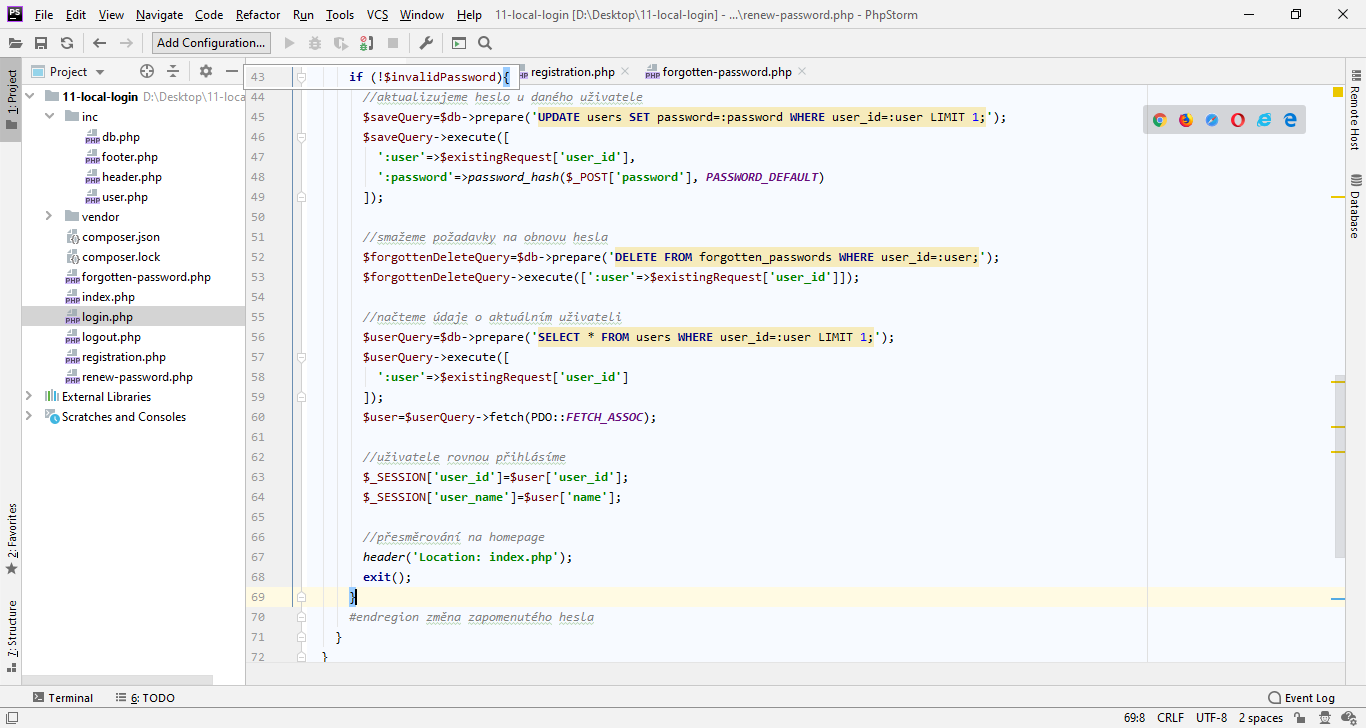 File Edit View Navigate Code Refactor Run Tools VCS Window Help 11-local-login [D:\Desktop\11-local-login] - ...\renew-password.php - PhpStorm
Add Configuration...
1: Project
Project
registration.php
forgotten-password.php
11-local-login D:\Desktop\11-loca
inc
db.php
footer.php
header.php
user.php
vendor
composer.json
composer.lock
forgotten-password.php
index.php
login.php
logout.php
registration.php
renew-password.php
External Libraries
Scratches and Consoles
43 if (!$invalidPassword){
44 //aktualizujeme heslo u daného uživatele
45 $saveQuery=$db->prepare('UPDATE users SET password=:password WHERE user_id=:user LIMIT 1;');
46 $saveQuery->execute([
47 ':user'=>$existingRequest['user_id'],
48 ':password'=>password_hash($_POST['password'], PASSWORD_DEFAULT)
49 ]);
50
51 //smažeme požadavky na obnovu hesla
52 $forgottenDeleteQuery=$db->prepare('DELETE FROM forgotten_passwords WHERE user_id=:user;');
53 $forgottenDeleteQuery->execute([':user'=>$existingRequest['user_id']]);
54
55 //načteme údaje o aktuálním uživateli
56 $userQuery=$db->prepare('SELECT * FROM users WHERE user_id=:user LIMIT 1;');
57 $userQuery->execute([
58 ':user'=>$existingRequest['user_id']
59 ]);
60 $user=$userQuery->fetch(PDO::FETCH_ASSOC);
61
62 //uživatele rovnou přihlásíme
63 $_SESSION['user_id']=$user['user_id'];
64 $_SESSION['user_name']=$user['name'];
65
66 //přesměrování na homepage
67 header('Location: index.php');
68 exit();
69 }
70 #endregion změna zapomenutého hesla
71 }
72 }
Remote Host
Database
2: Favorites
7: Structure
Terminal
6: TODO
Event Log
69:8 CRLF UTF-8 2 spaces